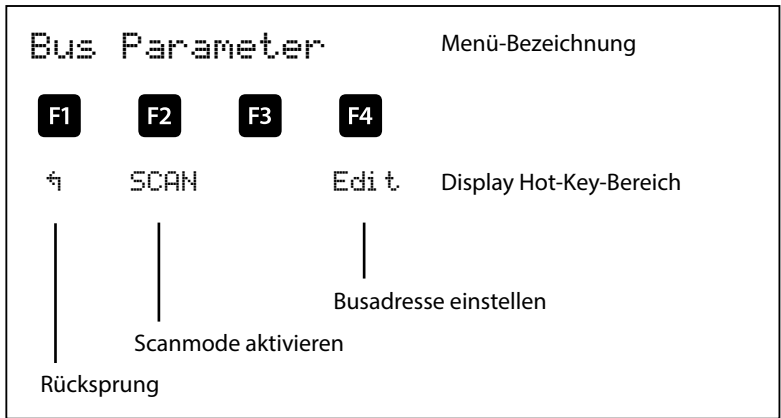 Bus Parameter Menü-Bezeichnung
F1 F2 F3 F4
↰ SCAN Edit Display Hot-Key-Bereich
Busadresse einstellen
Scanmode aktivieren
Rücksprung